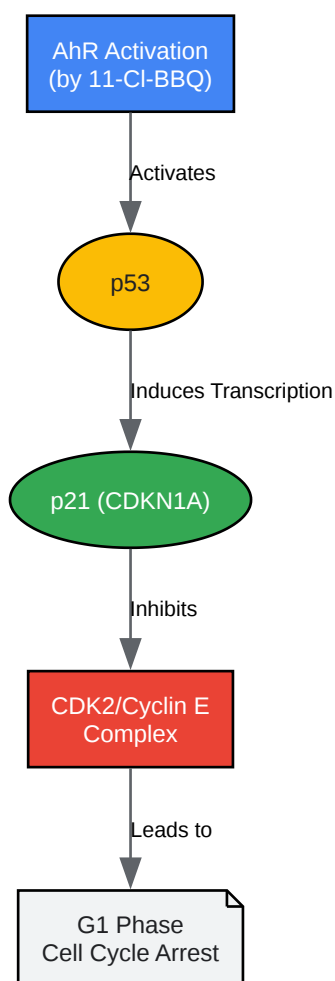 AhR Activation
(by 11-Cl-BBQ)
Activates
p53
Induces Transcription
p21 (CDKN1A)
Inhibits
CDK2/Cyclin E
Complex
Leads to
G1 Phase
Cell Cycle Arrest